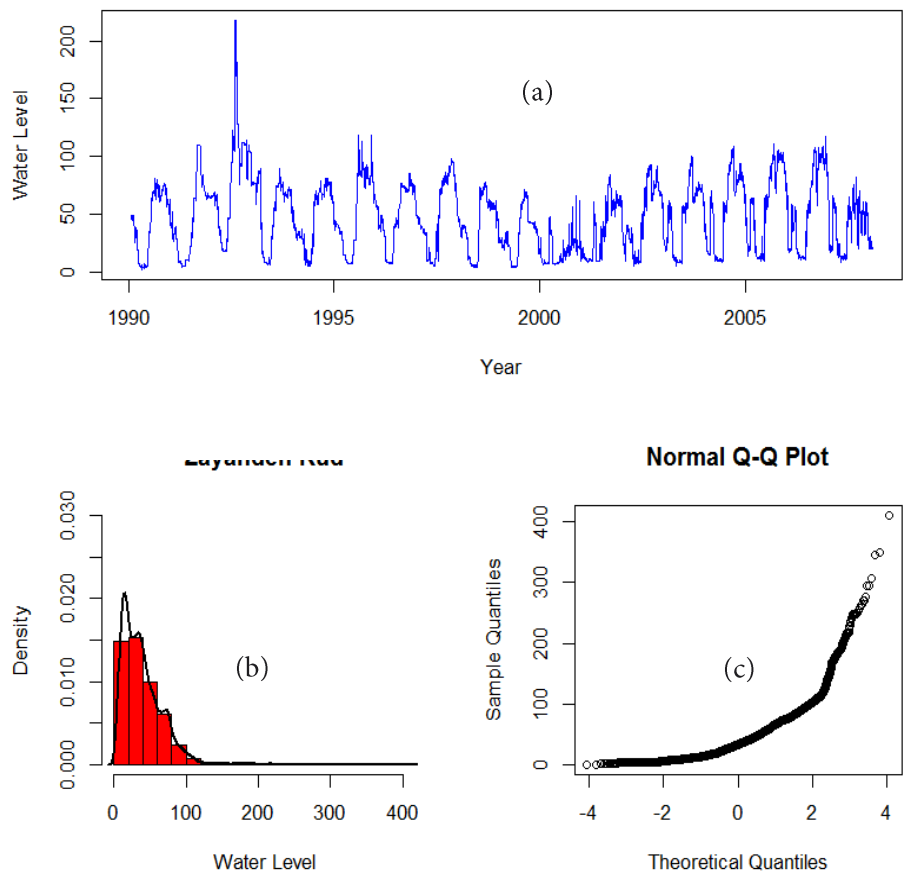 200
150
100
50
0
Water Level
(a)
1990 1995 2000 2005
Year
Normal Q-Q Plot
0.030
0.020
0.010
0.000
Density
(b)
0 100 200 300 400
Water Level
400
300
200
100
0
Sample Quantiles
(c)
-4 -2 0 2 4
Theoretical Quantiles